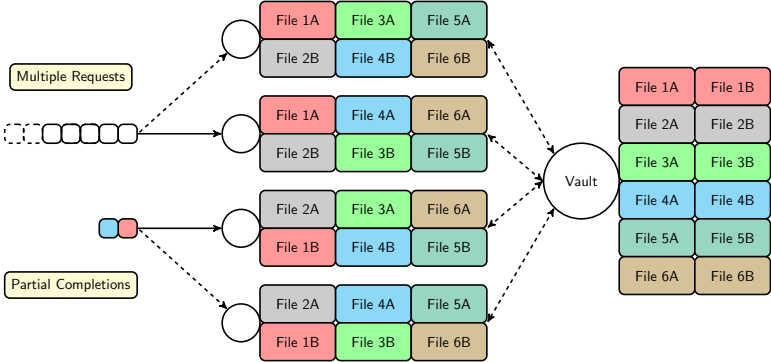 Multiple Requests
Partial Completions
File 1A File 3A File 5A
File 2B File 4B File 6B
File 1A File 4A File 6A
File 2B File 3B File 5B
File 2A File 3A File 6A
File 1B File 4B File 5B
File 2A File 4A File 5A
File 1B File 3B File 6B
Vault
File 1A File 1B
File 2A File 2B
File 3A File 3B
File 4A File 4B
File 5A File 5B
File 6A File 6B